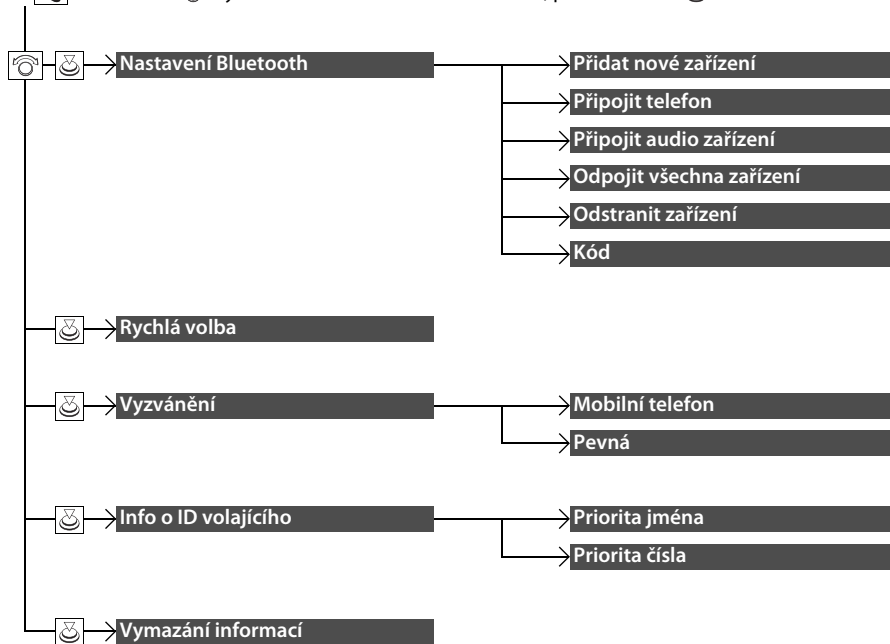 Nastavení Bluetooth
Přidat nové zařízení
Připojit telefon
Připojit audio zařízení
Odpojit všechna zařízení
Odstranit zařízení
Kód
Rychlá volba
Vyzvánění
Mobilní telefon
Pevná
Info o ID volajícího
Priorita jména
Priorita čísla
Vymazání informací